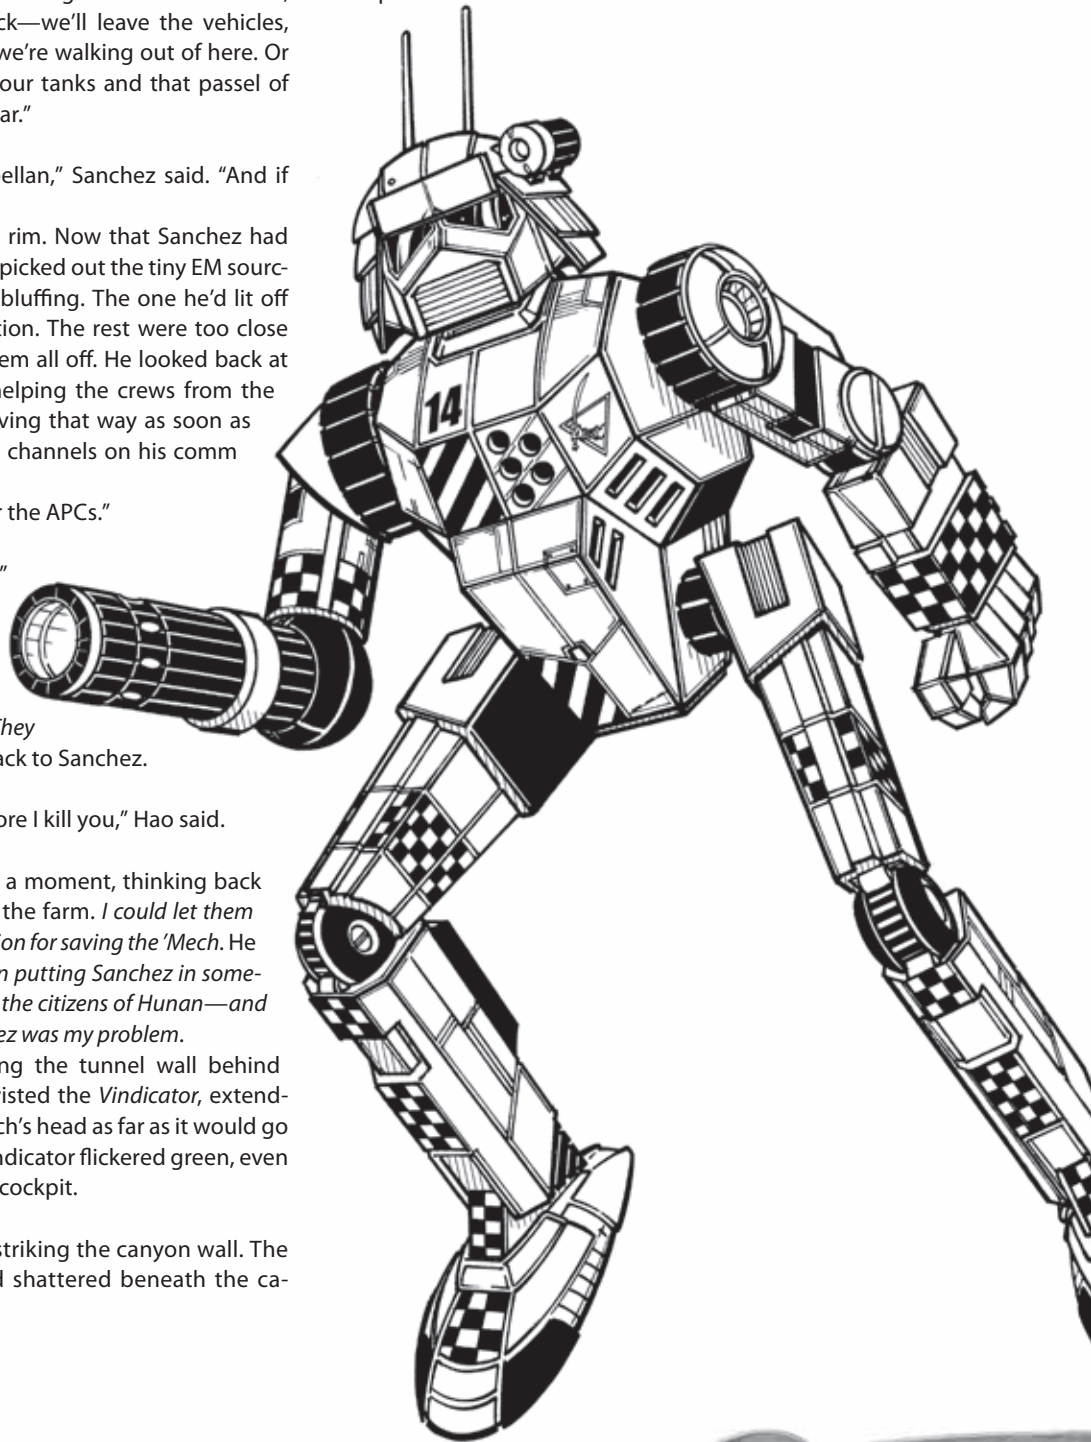 ck—we'll leave the vehicles,
we're walking out of here. Or
our tanks and that passel of
ar.”
ellan,” Sanchez said. “And if
rim. Now that Sanchez had
picked out the tiny EM sourc-
bluffing. The one he'd lit off
tion. The rest were too close
em all off. He looked back at
helping the crews from the
ving that way as soon as
channels on his comm
r the APCs.”
”
They
ack to Sanchez.
ore I kill you,” Hao said.
a moment, thinking back
the farm. I could let them
ion for saving the 'Mech. He
n putting Sanchez in some-
the citizens of Hunan—and
ez was my problem.
ng the tunnel wall behind
isted the Vindicator, extend-
ch's head as far as it would go
ndicator flickered green, even
cockpit.
striking the canyon wall. The
d shattered beneath the ca-
14